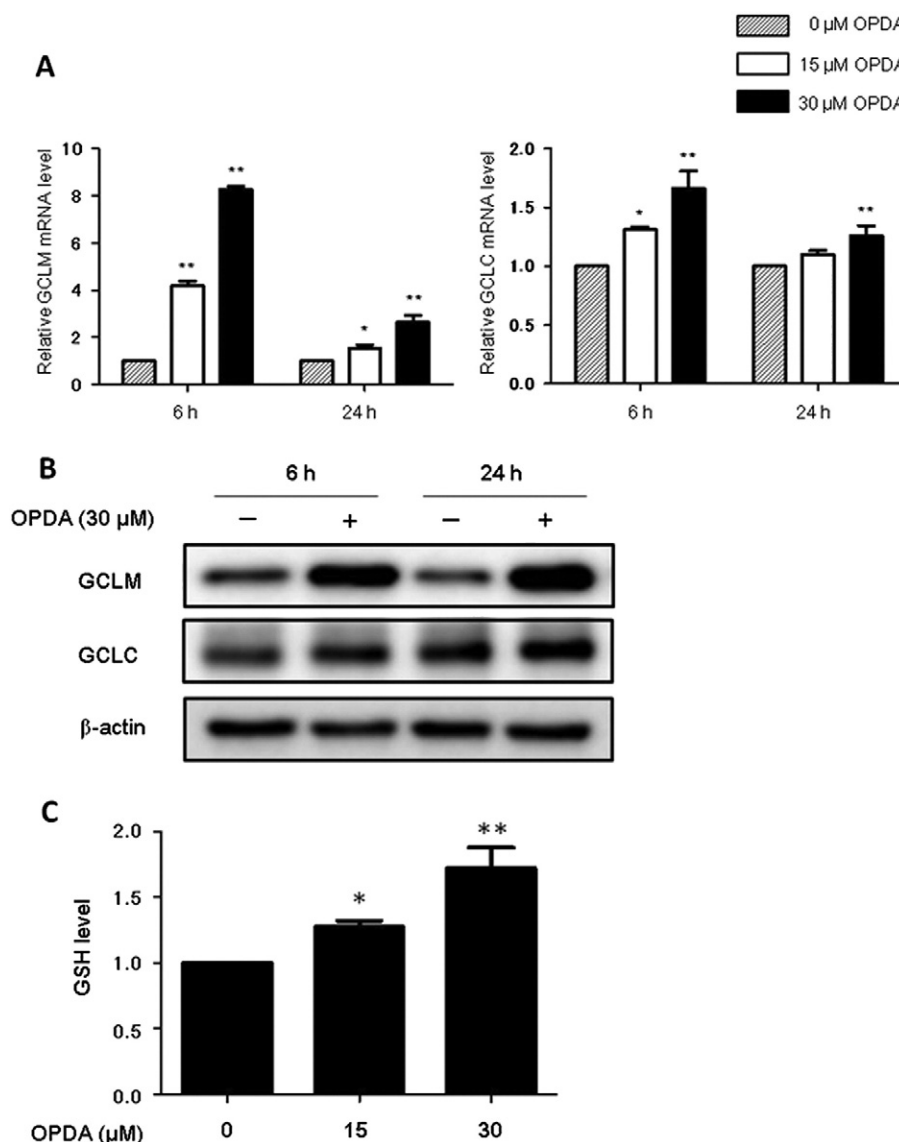 0 µM OPDA
A
15 µM OPDA
30 µM OPDA
Relative GCLM mRNA level
10
8
6
4
2
0
**
**
*
**
6 h
24 h
Relative GCLC mRNA level
2.0
1.5
1.0
0.5
0.0
*
**
**
6 h
24 h
B
6 h
24 h
OPDA (30 µM)
− + − +
GCLM
GCLC
β-actin
C
GSH level
2.0
1.5
1.0
0.5
0.0
*
**
0 15 30
OPDA (µM)